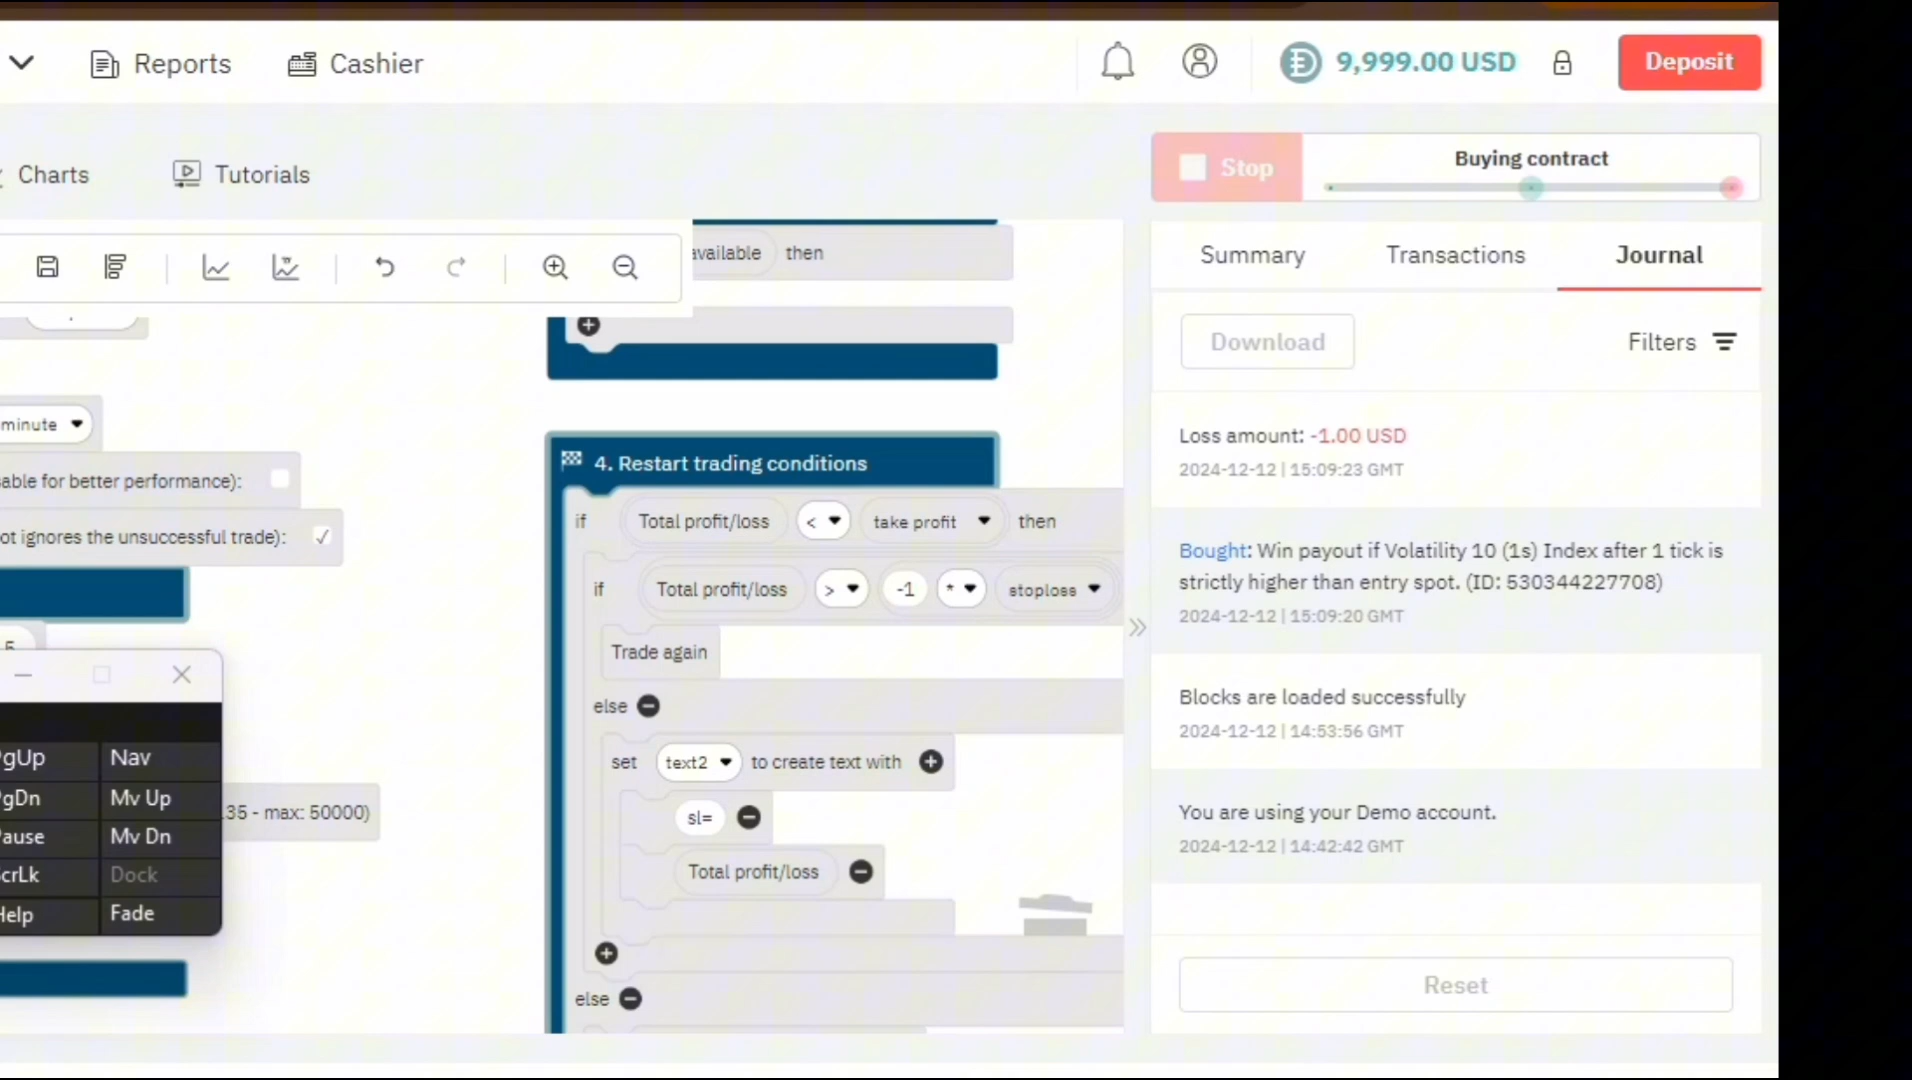 Reports
Cashier
9,999.00 USD
Deposit
Charts
Tutorials
Stop
Buying contract
available then
Summary
Transactions
Journal
Download
Filters
minute
able for better performance):
ot ignores the unsuccessful trade): ✓
4. Restart trading conditions
if Total profit/loss < take profit then
if Total profit/loss > -1 * stoploss
Trade again
else
set text2 to create text with
sl=
Total profit/loss
else
Loss amount: -1.00 USD
2024-12-12 | 15:09:23 GMT
Bought: Win payout if Volatility 10 (1s) Index after 1 tick is
strictly higher than entry spot. (ID: 530344227708)
2024-12-12 | 15:09:20 GMT
Blocks are loaded successfully
2024-12-12 | 14:53:56 GMT
You are using your Demo account.
2024-12-12 | 14:42:42 GMT
Reset
gUp Nav
gDn Mv Up
ause Mv Dn
crLk Dock
Help Fade
.35 - max: 50000)